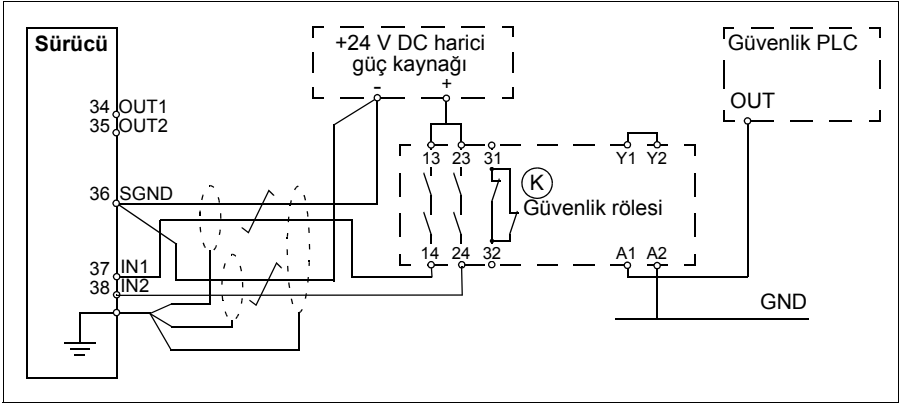 Sürücü
+24 V DC harici
güç kaynağı
- +
Güvenlik PLC
OUT
34 OUT1
35 OUT2
36 SGND
37 IN1
38 IN2
13 23 31
Y1 Y2
K
Güvenlik rölesi
14 24 32
A1 A2
GND